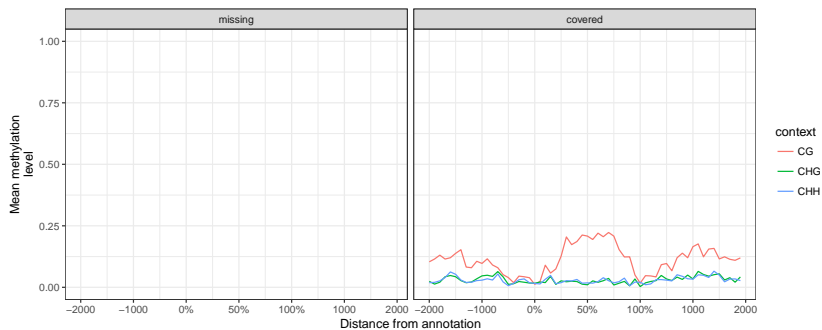 missing
covered
1.00
0.75
0.50
0.25
0.00
Mean methylation
level
−2000 −1000 0% 50% 100% 1000 2000
−2000 −1000 0% 50% 100% 1000 2000
Distance from annotation
context
CG
CHG
CHH